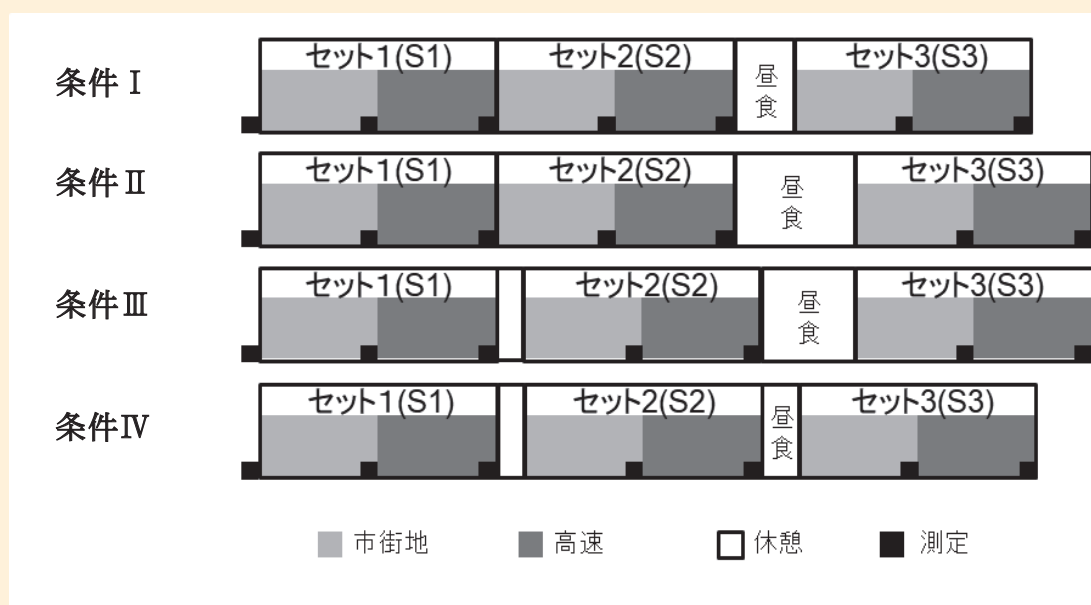 条件Ⅰ
セット1(S1) セット2(S2) 昼食 セット3(S3)
条件Ⅱ
セット1(S1) セット2(S2) 昼食 セット3(S3)
条件Ⅲ
セット1(S1) セット2(S2) 昼食 セット3(S3)
条件Ⅳ
セット1(S1) セット2(S2) 昼食 セット3(S3)
市街地 高速 休憩 測定